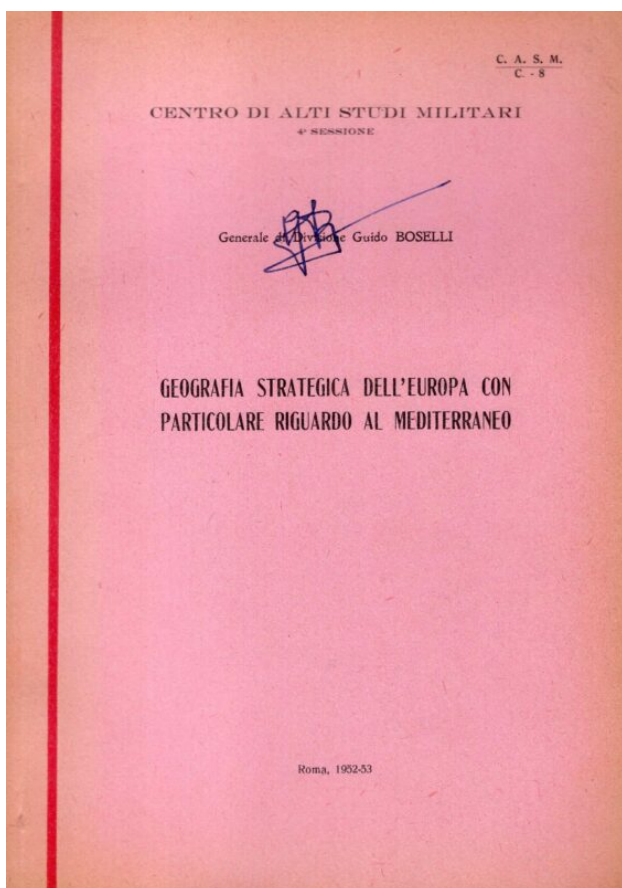 C. A. S. M.
C. - 8
CENTRO DI ALTI STUDI MILITARI
4ª SESSIONE
Generale di Divisione Guido BOSELLI
GEOGRAFIA STRATEGICA DELL'EUROPA CON
PARTICOLARE RIGUARDO AL MEDITERRANEO
Roma, 1952-53